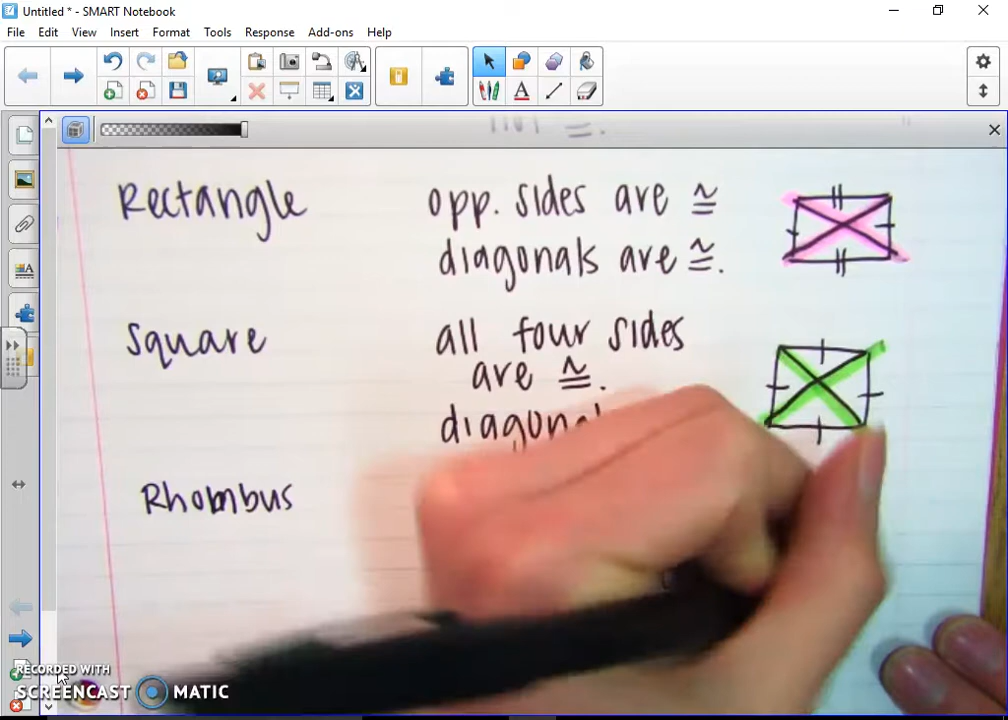 Untitled * - SMART Notebook
File Edit View Insert Format Tools Response Add-ons Help
Rectangle
opp. sides are ≅
diagonals are ≅.
Square
all four sides
are ≅.
Rhombus
RECORDED WITH
SCREENCAST MATIC